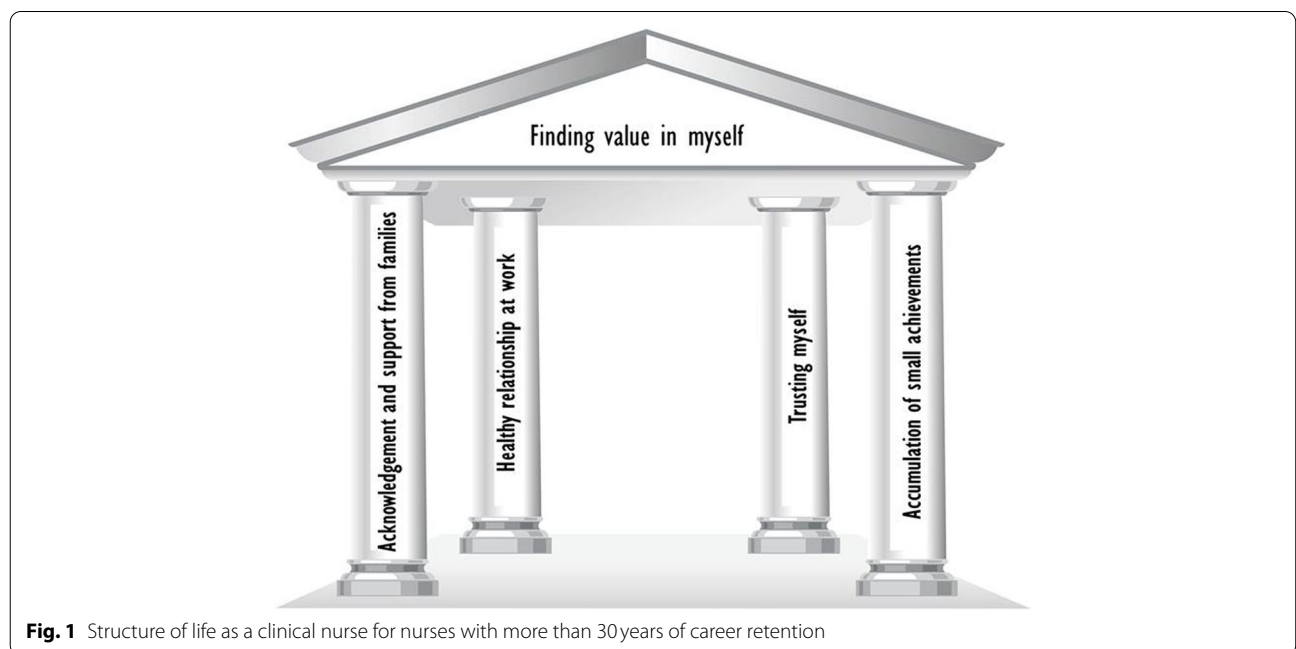 Finding value in myself
Acknowledgement and support from families
Healthy relationship at work
Trusting myself
Accumulation of small achievements
Fig. 1 Structure of life as a clinical nurse for nurses with more than 30 years of career retention